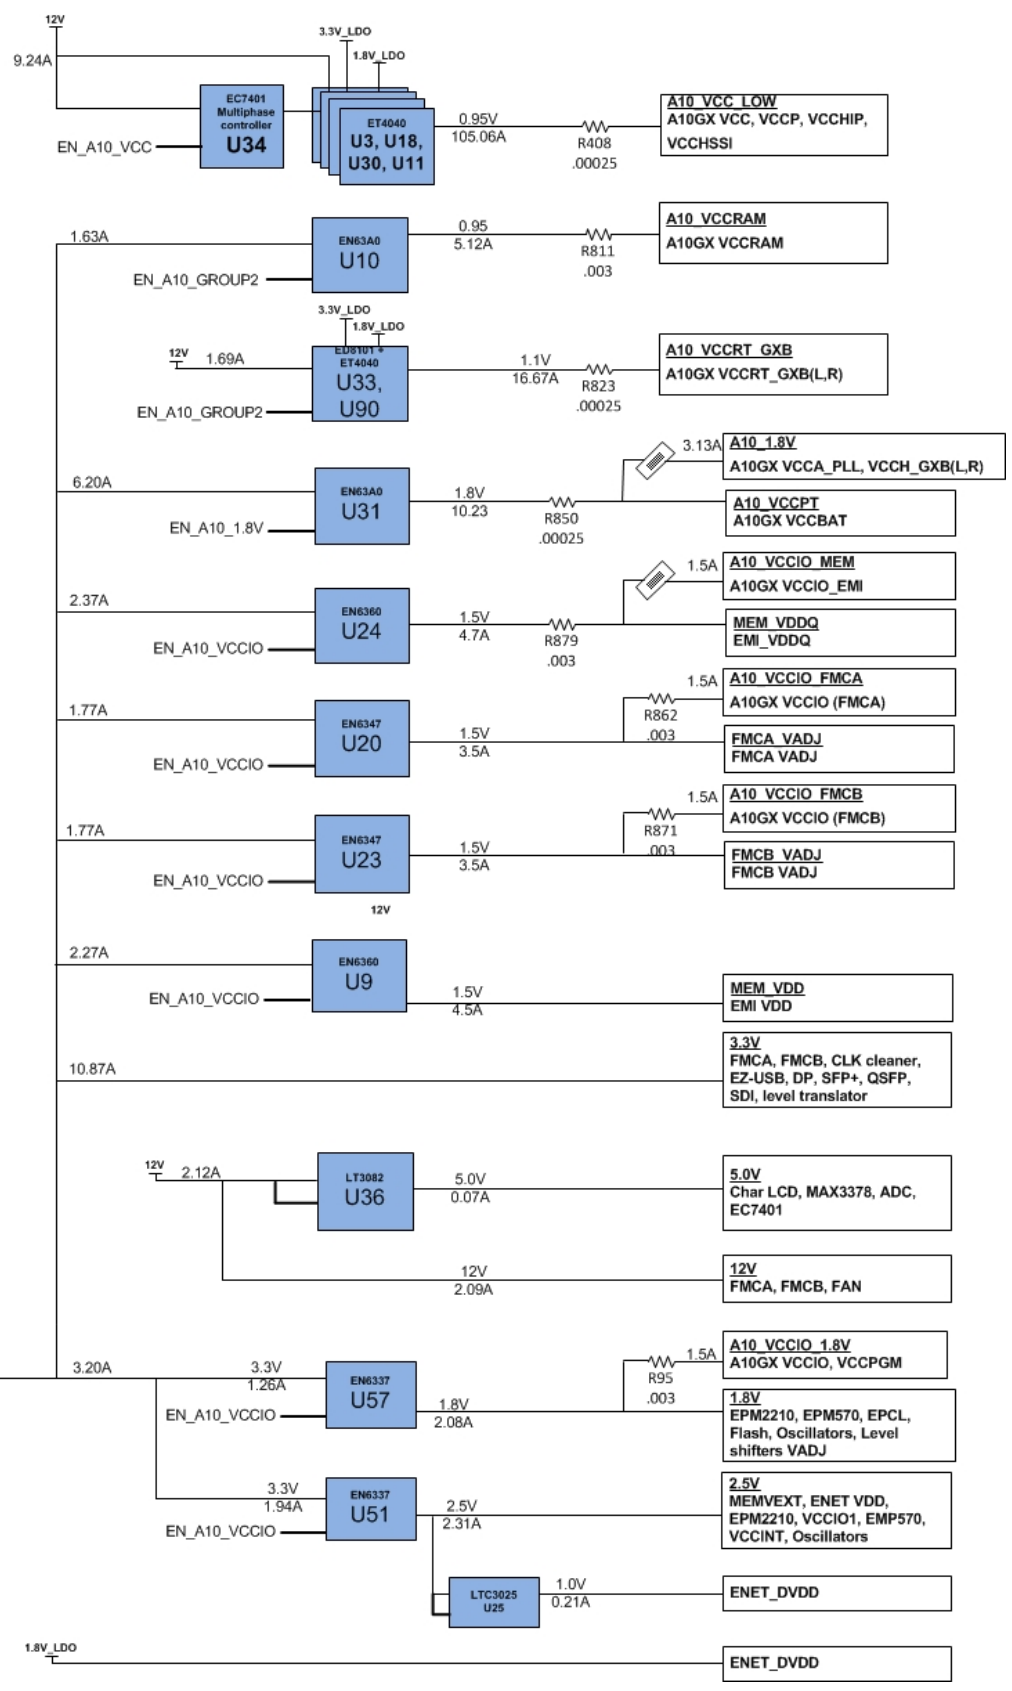 12V
9.24A
3.3V_LDO
1.8V_LDO
EC7401
Multiphase
controller
U34
EN_A10_VCC
ET4040
U3, U18,
U30, U11
0.95V
105.06A
R408
.00025
A10_VCC_LOW
A10GX VCC, VCCP, VCCHIP,
VCCHSSI
1.63A
EN63A0
U10
EN_A10_GROUP2
0.95
5.12A
R811
.003
A10_VCCRAM
A10GX VCCRAM
3.3V_LDO
1.8V_LDO
12V
1.69A
ED8101 +
ET4040
U33,
U90
EN_A10_GROUP2
1.1V
16.67A
R823
.00025
A10_VCCRT_GXB
A10GX VCCRT_GXB(L,R)
6.20A
EN63A0
U31
EN_A10_1.8V
1.8V
10.23
R850
.00025
3.13A
A10_1.8V
A10GX VCCA_PLL, VCCH_GXB(L,R)
A10_VCCPT
A10GX VCCBAT
2.37A
EN6360
U24
EN_A10_VCCIO
1.5V
4.7A
R879
.003
1.5A
A10_VCCIO_MEM
A10GX VCCIO_EMI
MEM_VDDQ
EMI_VDDQ
1.77A
EN6347
U20
EN_A10_VCCIO
1.5V
3.5A
1.5A
R862
.003
A10_VCCIO_FMCA
A10GX VCCIO (FMCA)
FMCA_VADJ
FMCA VADJ
1.77A
EN6347
U23
EN_A10_VCCIO
1.5V
3.5A
1.5A
R871
.003
A10_VCCIO_FMCB
A10GX VCCIO (FMCB)
FMCB_VADJ
FMCB VADJ
12V
2.27A
EN6360
U9
EN_A10_VCCIO
1.5V
4.5A
MEM_VDD
EMI VDD
10.87A
3.3V
FMCA, FMCB, CLK cleaner,
EZ-USB, DP, SFP+, QSFP,
SDI, level translator
12V
2.12A
LT3082
U36
5.0V
0.07A
5.0V
Char LCD, MAX3378, ADC,
EC7401
12V
2.09A
12V
FMCA, FMCB, FAN
3.20A
3.3V
1.26A
EN6337
U57
EN_A10_VCCIO
1.8V
2.08A
1.5A
R95
.003
A10_VCCIO_1.8V
A10GX VCCIO, VCCPGM
1.8V
EPM2210, EPM570, EPCL,
Flash, Oscillators, Level
shifters VADJ
3.3V
1.94A
EN6337
U51
EN_A10_VCCIO
2.5V
2.31A
2.5V
MEMVEXT, ENET VDD,
EPM2210, VCCIO1, EMP570,
VCCINT, Oscillators
LTC3025
U25
1.0V
0.21A
ENET_DVDD
1.8V_LDO
ENET_DVDD